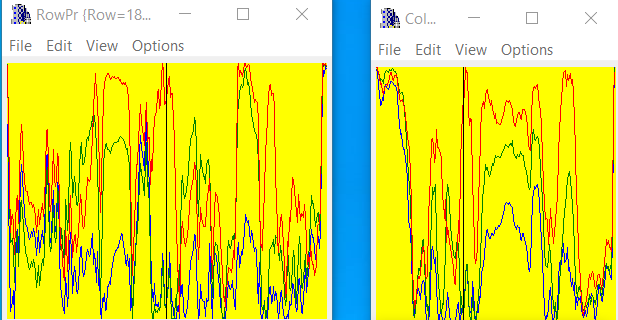 RowPr {Row=18...
File Edit View Options
Col...
File Edit View Options